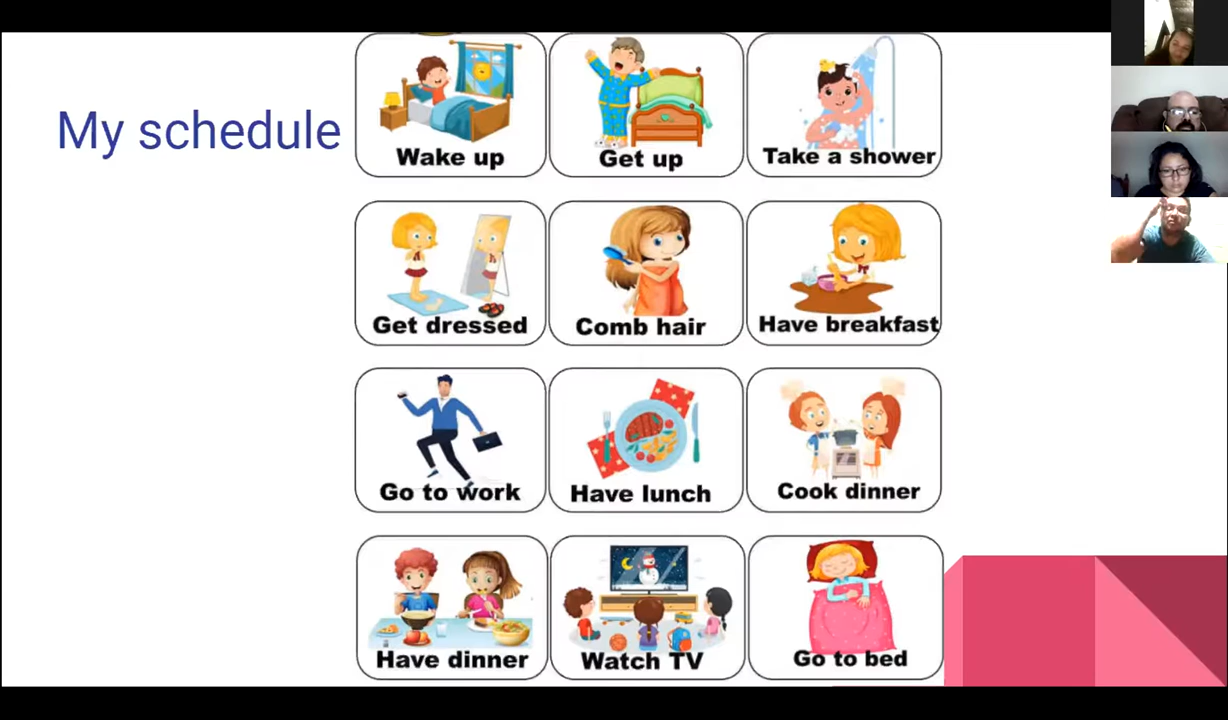 My schedule
Wake up
Get up
Take a shower
Get dressed
Comb hair
Have breakfast
Go to work
Have lunch
Cook dinner
Have dinner
Watch TV
Go to bed